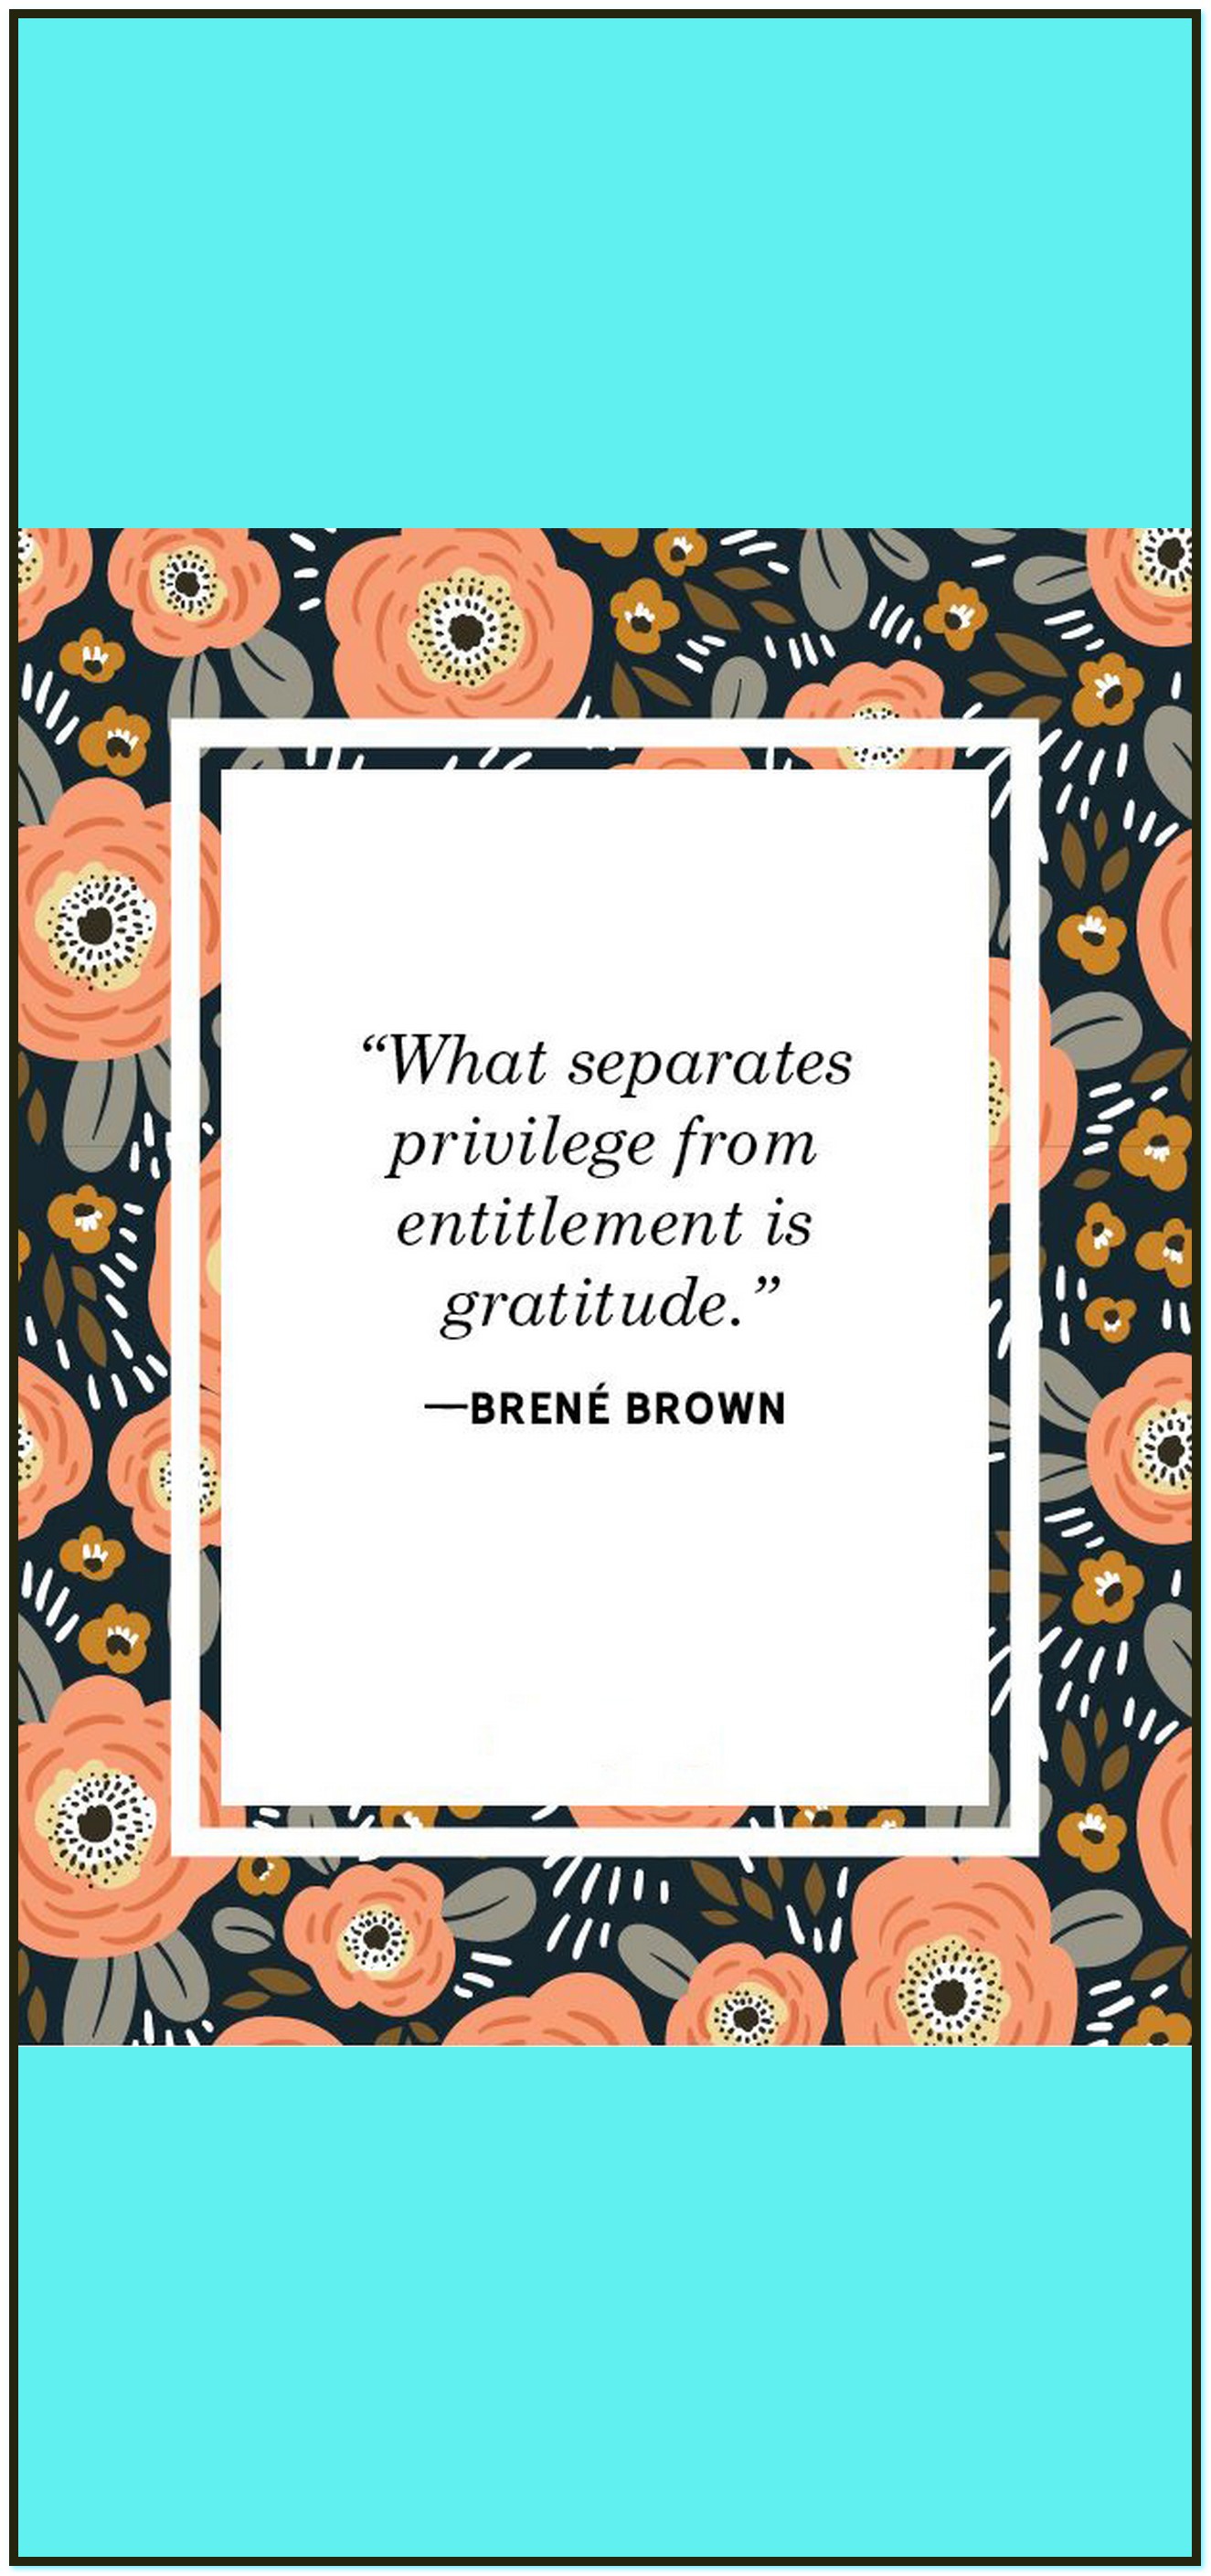 “What separates
privilege from
entitlement is
gratitude.”
—BRENÉ BROWN